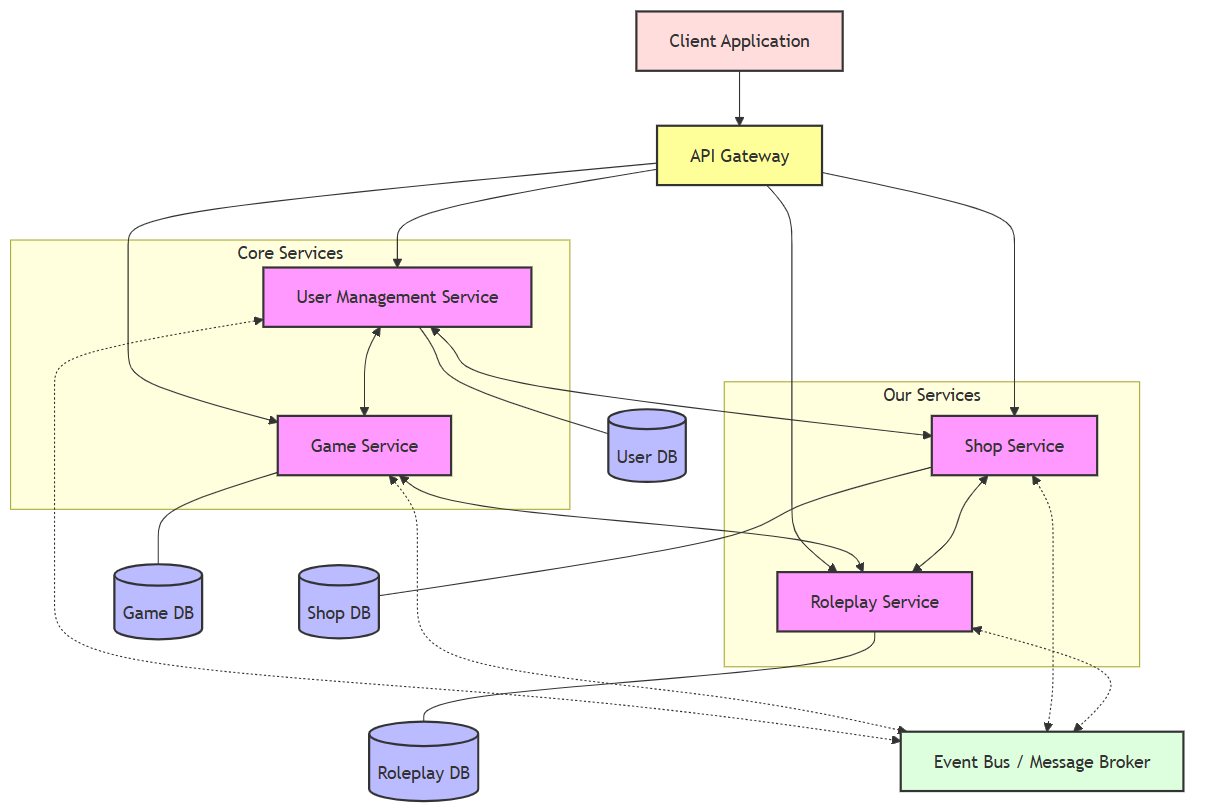 Client Application
API Gateway
Core Services
User Management Service
Our Services
Game Service
User DB
Shop Service
Game DB
Shop DB
Roleplay Service
Roleplay DB
Event Bus / Message Broker